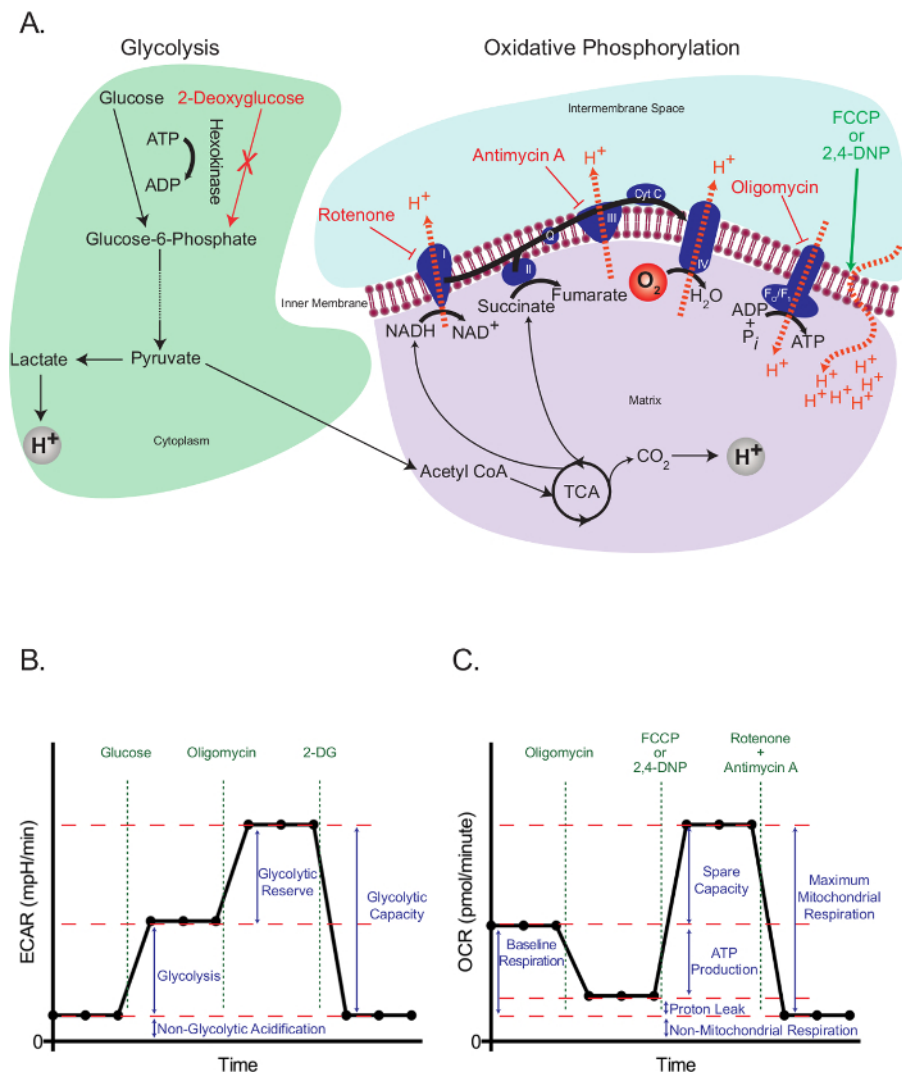 A.
Glycolysis
Oxidative Phosphorylation
Glucose
2-Deoxyglucose
ATP
ADP
Hexokinase
Glucose-6-Phosphate
Lactate
Pyruvate
H+
Cytoplasm
Intermembrane Space
FCCP
or
2,4-DNP
Antimycin A
H+
H+
Oligomycin
H+
Rotenone
Cyt C
III
I
Q
II
IV
Inner Membrane
O2
H2O
Fo/F1
Succinate
Fumarate
NADH
NAD+
ADP
+
Pi
ATP
H+
H+
H+
H+
H+
H+
H+
Matrix
Acetyl CoA
TCA
CO2
H+
B.
Glucose
Oligomycin
2-DG
ECAR (mpH/min)
Glycolytic
Reserve
Glycolytic
Capacity
Glycolysis
Non-Glycolytic Acidification
0
Time
C.
Oligomycin
FCCP
or
2,4-DNP
Rotenone
+
Antimycin A
OCR (pmol/minute)
Spare
Capacity
Maximum
Mitochondrial
Respiration
Baseline
Respiration
ATP
Production
Proton Leak
Non-Mitochondrial Respiration
0
Time